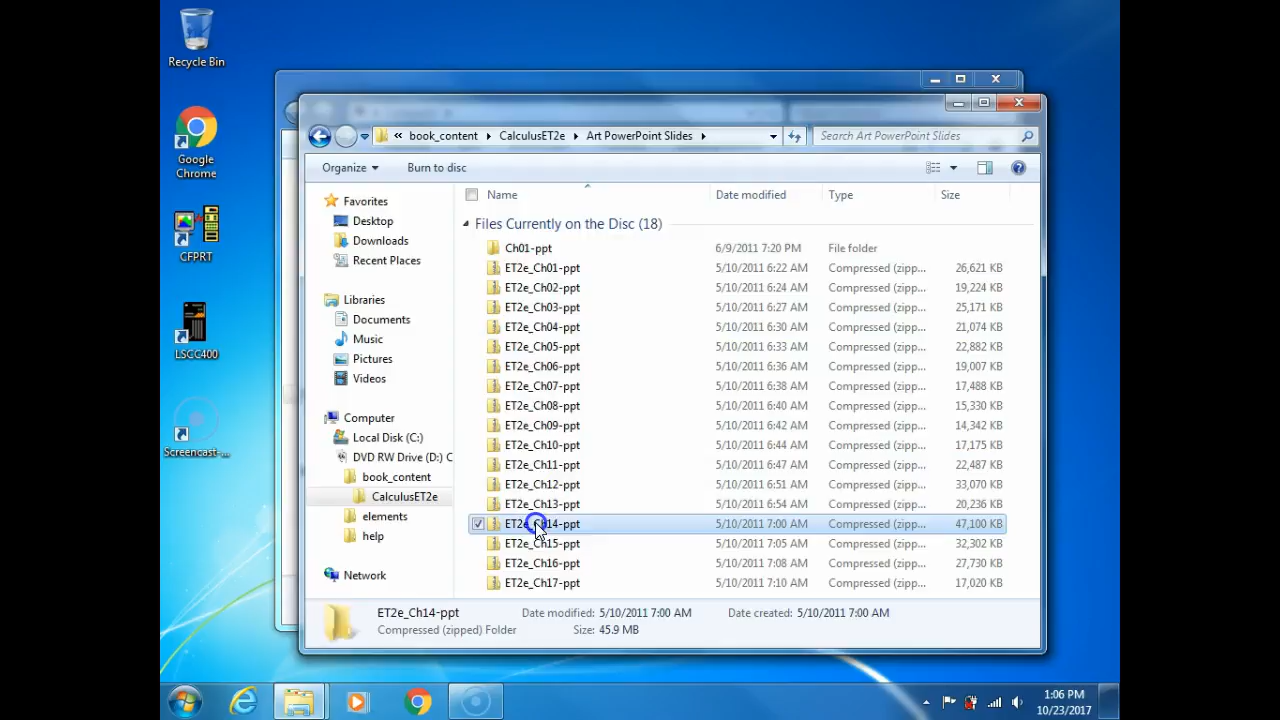 Recycle Bin
Google
Chrome
CFPRT
LSCC400
Screencast-...
« book_content CalculusET2e Art PowerPoint Slides
Search Art PowerPoint Slides
Organize Burn to disc
Favorites
Desktop
Downloads
Recent Places
Libraries
Documents
Music
Pictures
Videos
Computer
Local Disk (C:)
DVD RW Drive (D:) C
book_content
CalculusET2e
elements
help
Network
Name Date modified Type Size
Files Currently on the Disc (18)
Ch01-ppt 6/9/2011 7:20 PM File folder
ET2e_Ch01-ppt 5/10/2011 6:22 AM Compressed (zipp... 26,621 KB
ET2e_Ch02-ppt 5/10/2011 6:24 AM Compressed (zipp... 19,224 KB
ET2e_Ch03-ppt 5/10/2011 6:27 AM Compressed (zipp... 25,171 KB
ET2e_Ch04-ppt 5/10/2011 6:30 AM Compressed (zipp... 21,074 KB
ET2e_Ch05-ppt 5/10/2011 6:33 AM Compressed (zipp... 22,882 KB
ET2e_Ch06-ppt 5/10/2011 6:36 AM Compressed (zipp... 19,007 KB
ET2e_Ch07-ppt 5/10/2011 6:38 AM Compressed (zipp... 17,488 KB
ET2e_Ch08-ppt 5/10/2011 6:40 AM Compressed (zipp... 15,330 KB
ET2e_Ch09-ppt 5/10/2011 6:42 AM Compressed (zipp... 14,342 KB
ET2e_Ch10-ppt 5/10/2011 6:44 AM Compressed (zipp... 17,175 KB
ET2e_Ch11-ppt 5/10/2011 6:47 AM Compressed (zipp... 22,487 KB
ET2e_Ch12-ppt 5/10/2011 6:51 AM Compressed (zipp... 33,070 KB
ET2e_Ch13-ppt 5/10/2011 6:54 AM Compressed (zipp... 20,236 KB
ET2e_Ch14-ppt 5/10/2011 7:00 AM Compressed (zipp... 47,100 KB
ET2e_Ch15-ppt 5/10/2011 7:05 AM Compressed (zipp... 32,302 KB
ET2e_Ch16-ppt 5/10/2011 7:08 AM Compressed (zipp... 27,730 KB
ET2e_Ch17-ppt 5/10/2011 7:10 AM Compressed (zipp... 17,020 KB
ET2e_Ch14-ppt Date modified: 5/10/2011 7:00 AM Date created: 5/10/2011 7:00 AM
Compressed (zipped) Folder Size: 45.9 MB
1:06 PM
10/23/2017